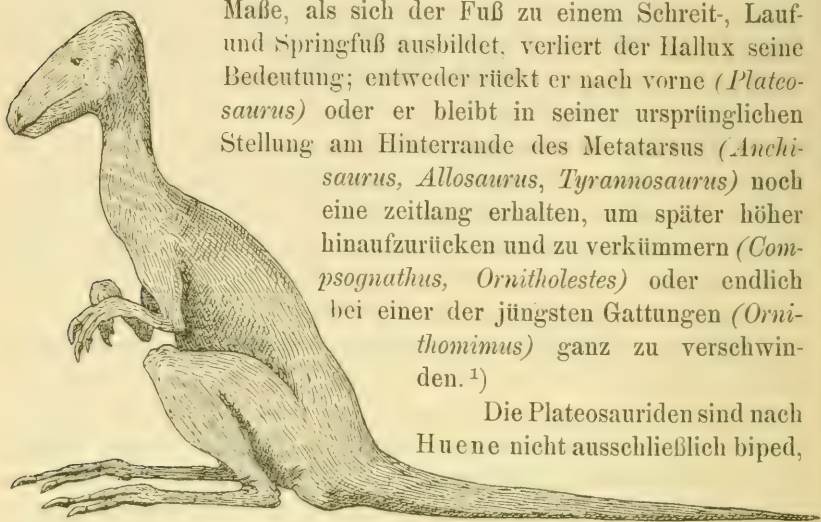 Maße, als sich der Fuß zu einem Schreit-, Lauf-
und Springfuß ausbildet, verliert der Hallux seine
Bedeutung; entweder rückt er nach vorne (Plateo-
saurus) oder er bleibt in seiner ursprünglichen
Stellung am Hinterrande des Metatarsus (Anchi-
saurus, Allosaurus, Tyrannosaurus) noch
eine zeitlang erhalten, um später höher
hinaufzurücken und zu verkümmern (Com-
psognathus, Ornitholestes) oder endlich
bei einer der jüngsten Gattungen (Orni-
thomimus) ganz zu verschwin-
den. ¹)
Die Plateosauriden sind nach
Huene nicht ausschließlich biped,